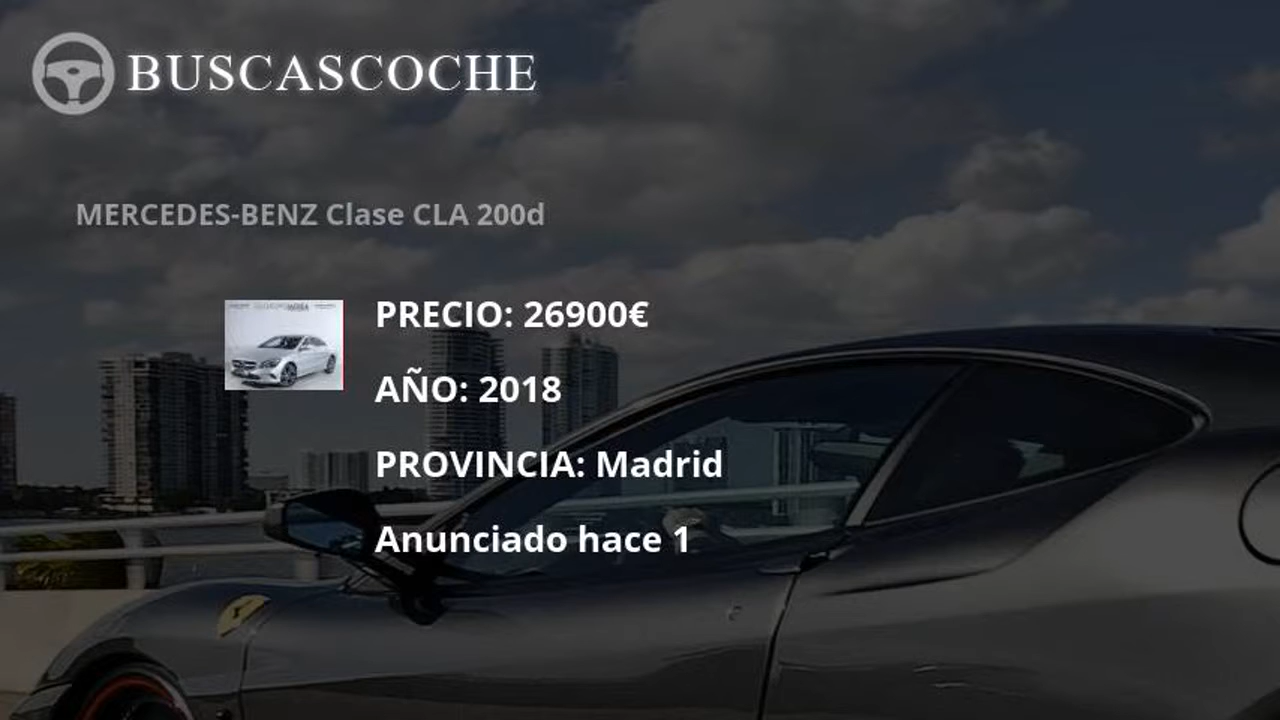 BUSCASCOCHE
MERCEDES-BENZ Clase CLA 200d
PRECIO: 26900€
AÑO: 2018
PROVINCIA: Madrid
Anunciado hace 1